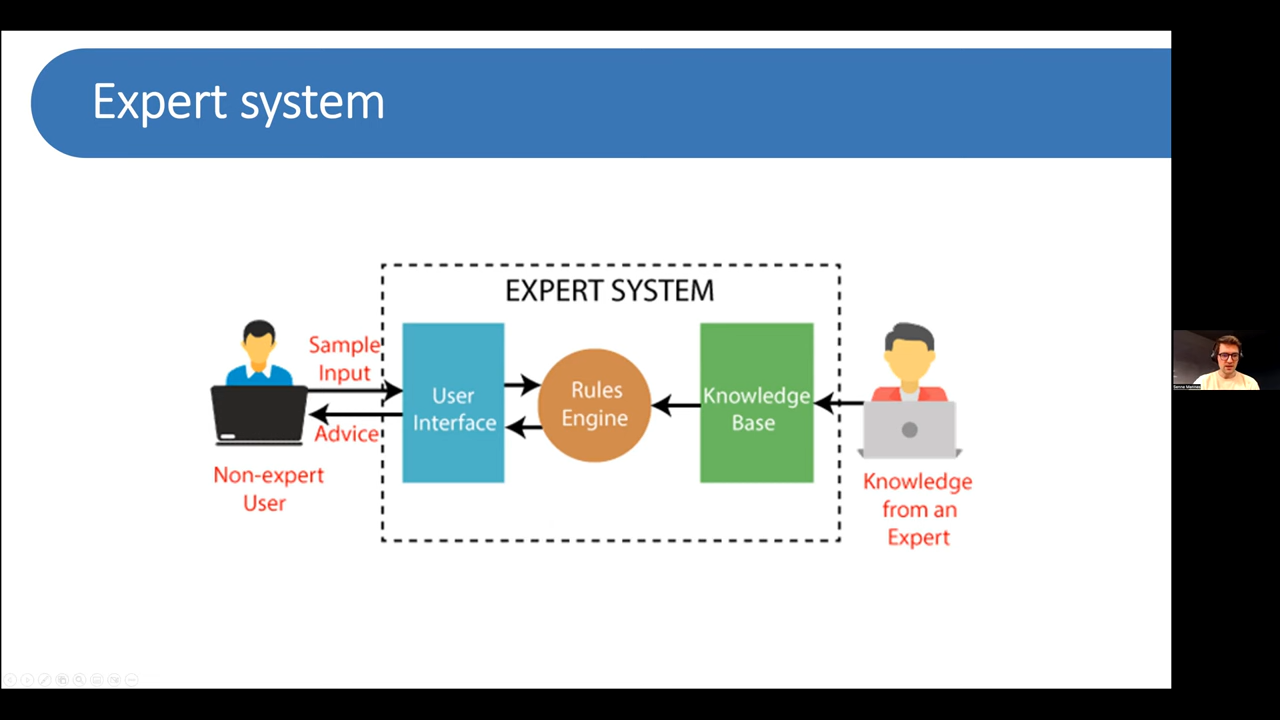 Expert system
EXPERT SYSTEM
Sample
Input
Advice
Non-expert
User
User
Interface
Rules
Engine
Knowledge
Base
Knowledge
from an
Expert